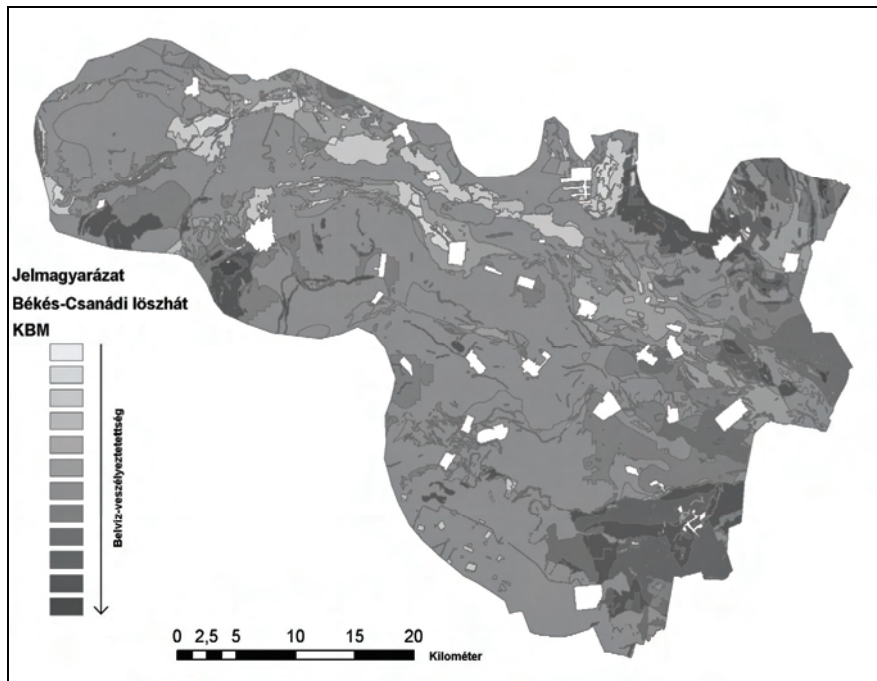 Jelmagyarázat
Békés-Csanádi löszhát
KBM
Belvíz-veszélyeztetettség
0 2,5 5 10 15 20
Kilométer